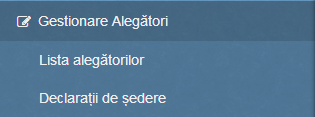 Gestionare Alegători
Lista alegătorilor
Declarații de ședere